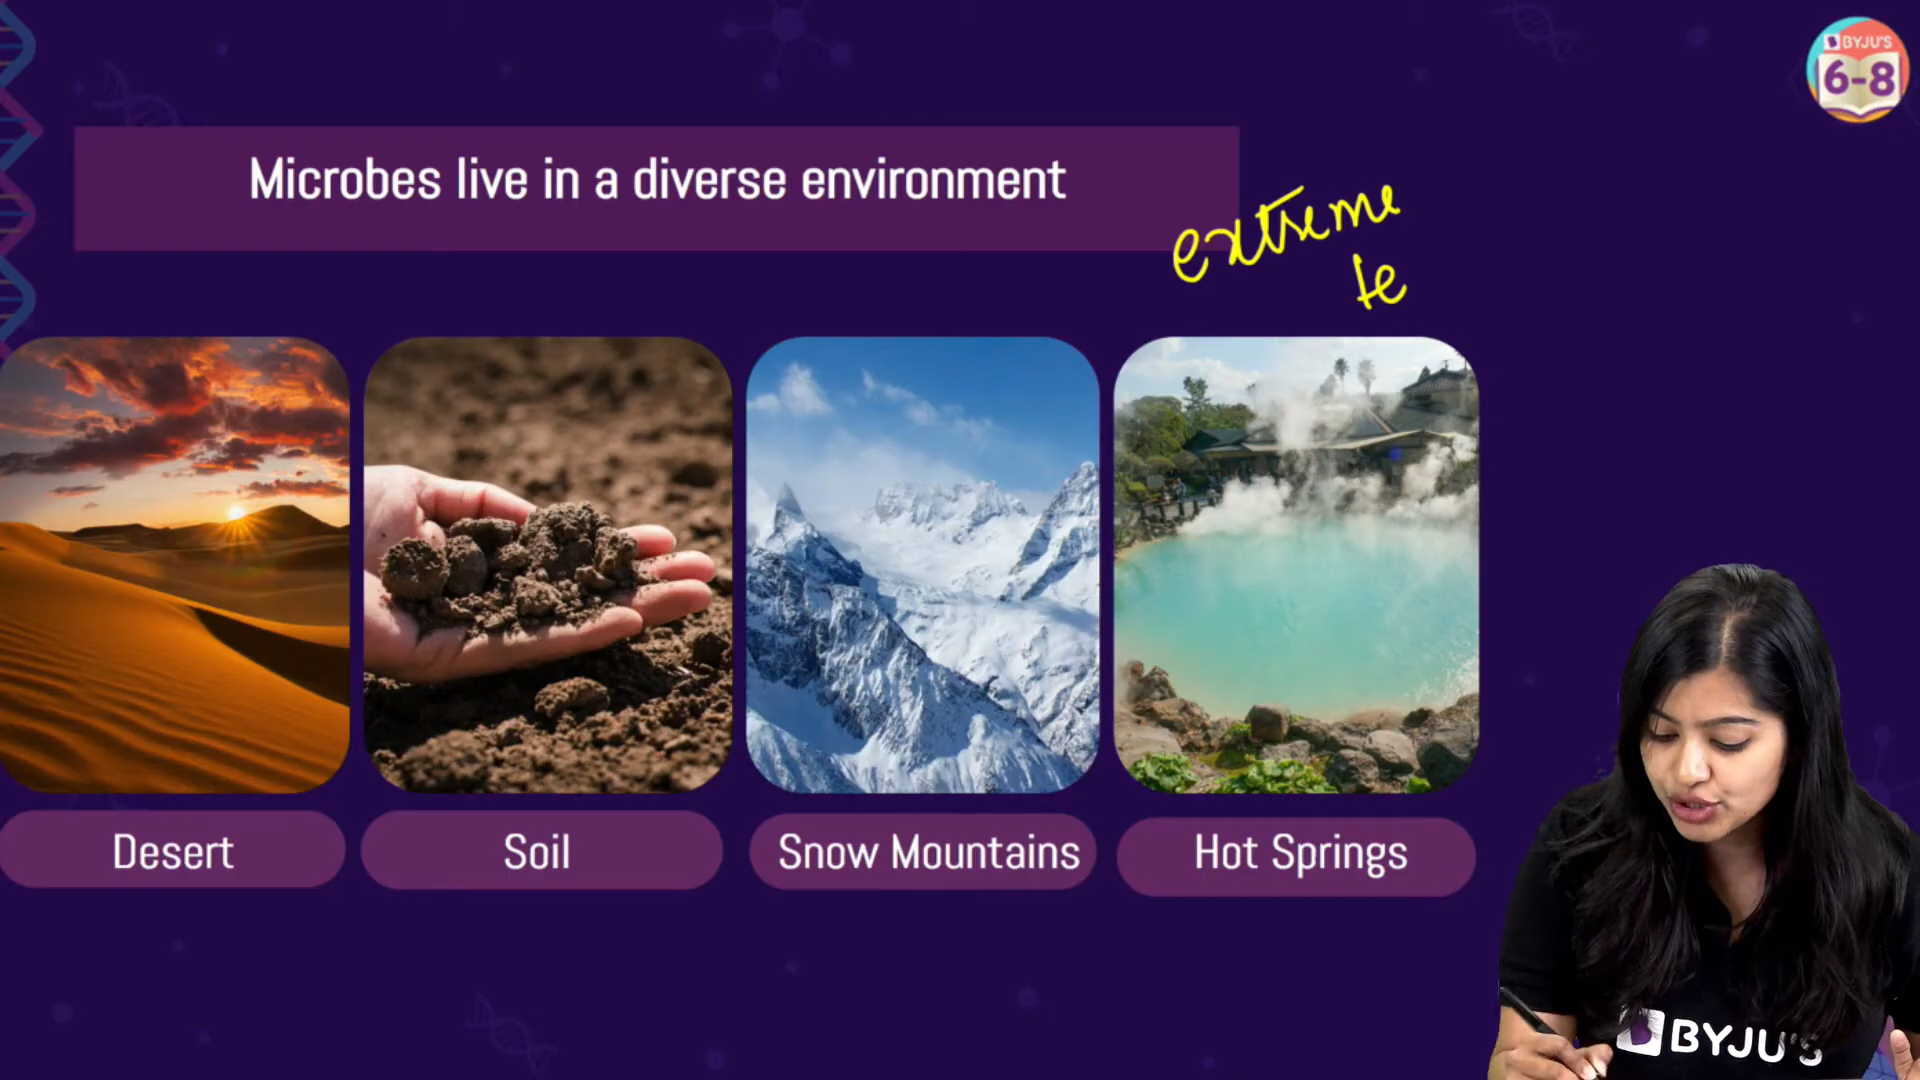 BYJU'S
6-8
Microbes live in a diverse environment
extreme
te
Desert
Soil
Snow Mountains
Hot Springs
BYJU'S